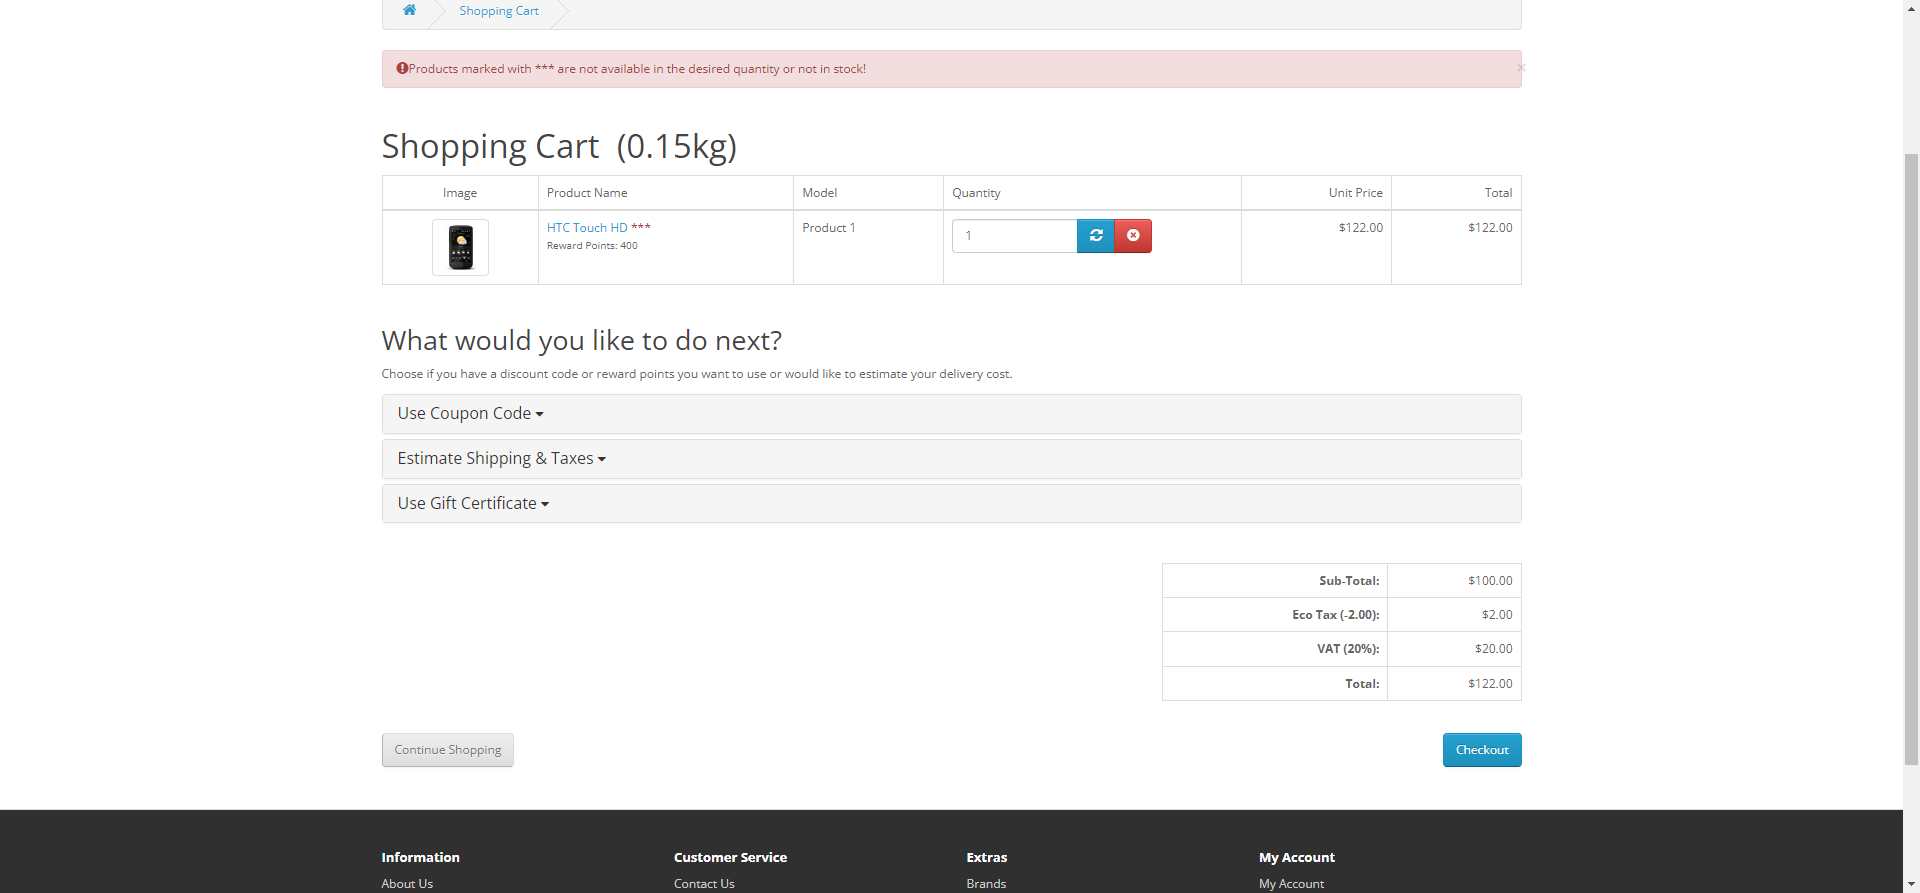 Shopping Cart
Products marked with *** are not available in the desired quantity or not in stock!
×
Shopping Cart  (0.15kg)
Image Product Name Model Quantity Unit Price Total
HTC Touch HD *** Product 1 1 $122.00 $122.00
Reward Points: 400
What would you like to do next?
Choose if you have a discount code or reward points you want to use or would like to estimate your delivery cost.
Use Coupon Code
Estimate Shipping & Taxes
Use Gift Certificate
Sub-Total: $100.00
Eco Tax (-2.00): $2.00
VAT (20%): $20.00
Total: $122.00
Continue Shopping Checkout
Information Customer Service Extras My Account
About Us Contact Us Brands My Account